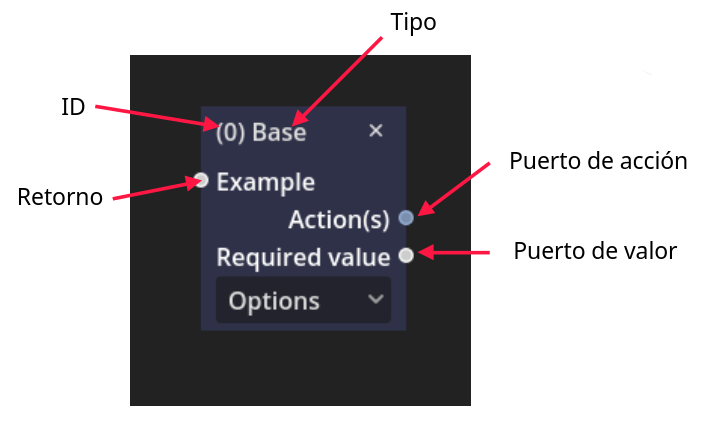 Tipo
ID
(0) Base ×
Puerto de acción
Retorno
Example
Action(s)
Puerto de valor
Required value
Options